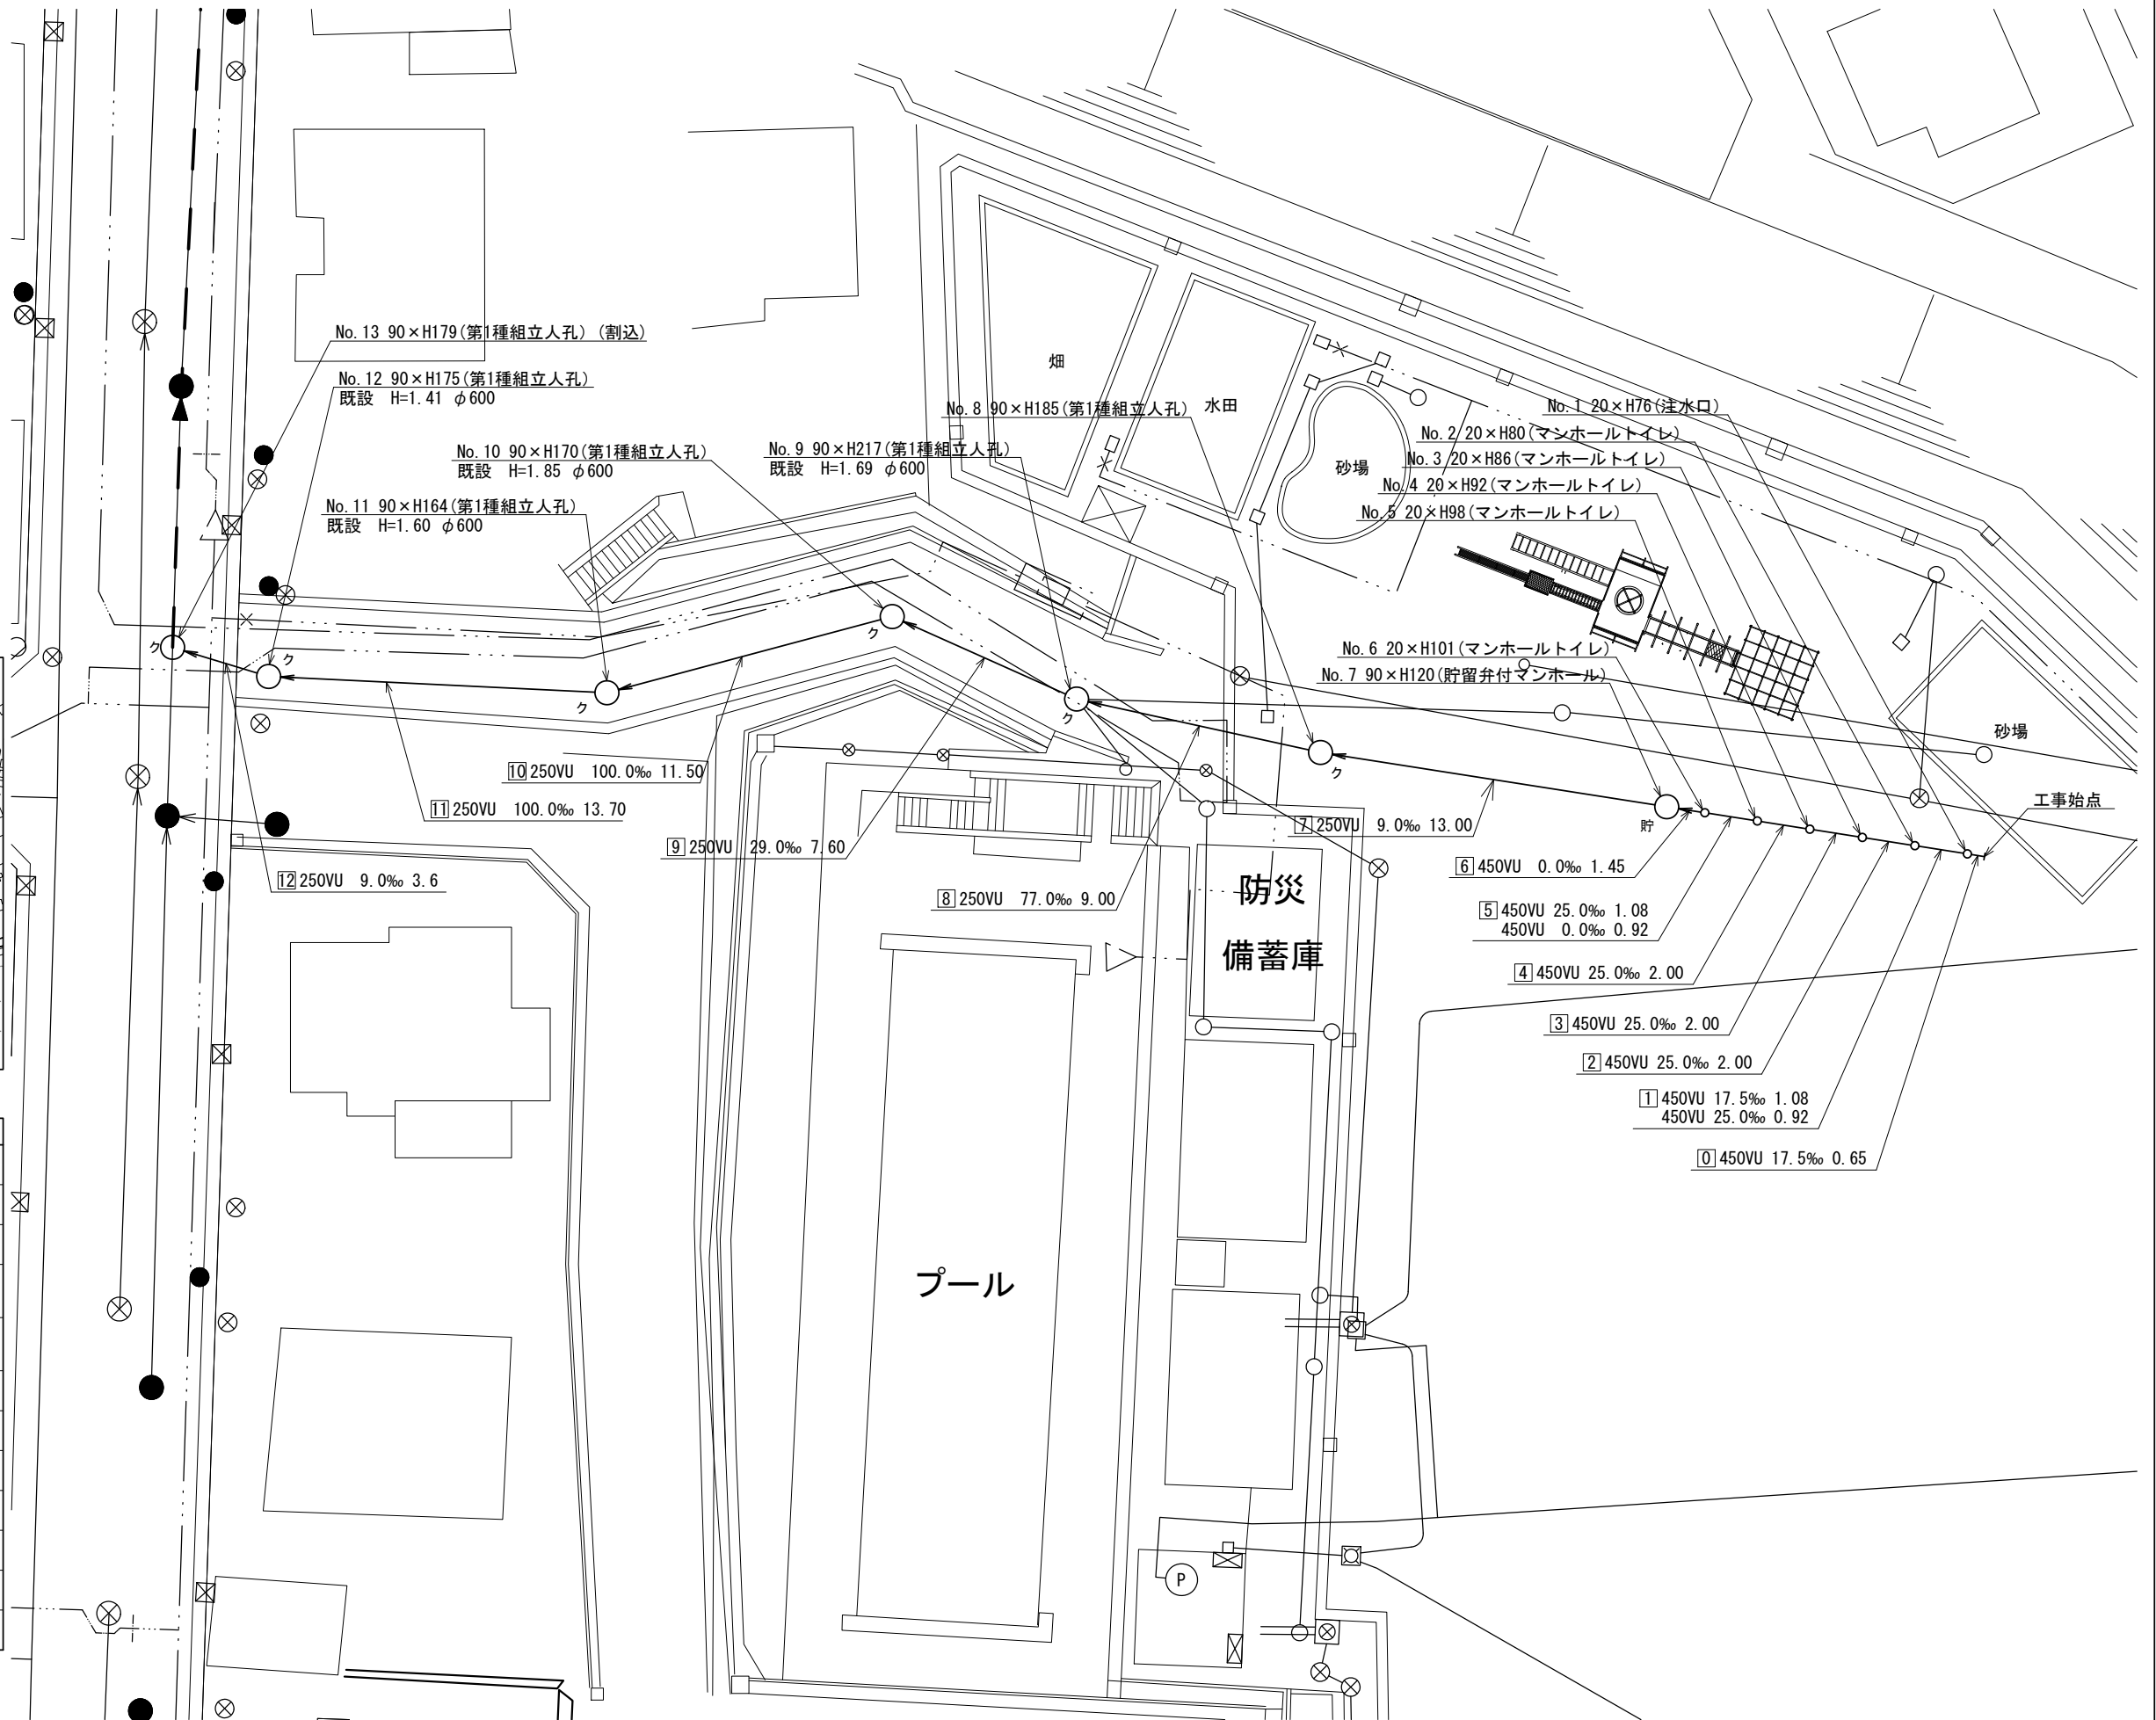 No.13 90×H179(第1種組立人孔)(割込)
No.12 90×H175(第1種組立人孔)
既設 H=1.41 φ600
No.10 90×H170(第1種組立人孔)
既設 H=1.85 φ600
No.11 90×H164(第1種組立人孔)
既設 H=1.60 φ600
No.9 90×H217(第1種組立人孔)
既設 H=1.69 φ600
No.8 90×H185(第1種組立人孔)
畑
水田
砂場
No.1 20×H76(注水口)
No.2 20×H80(マンホールトイレ)
No.3 20×H86(マンホールトイレ)
No.4 20×H92(マンホールトイレ)
No.5 20×H98(マンホールトイレ)
No.6 20×H101(マンホールトイレ)
No.7 90×H120(貯留弁付マンホール)
砂場
工事始点
ク
ク
ク
ク
ク
ク
貯
10 250VU 100.0‰ 11.50
11 250VU 100.0‰ 13.70
12 250VU 9.0‰ 3.6
9 250VU 29.0‰ 7.60
8 250VU 77.0‰ 9.00
7 250VU 9.0‰ 13.00
6 450VU 0.0‰ 1.45
5 450VU 25.0‰ 1.08
450VU 0.0‰ 0.92
4 450VU 25.0‰ 2.00
3 450VU 25.0‰ 2.00
2 450VU 25.0‰ 2.00
1 450VU 17.5‰ 1.08
450VU 25.0‰ 0.92
0 450VU 17.5‰ 0.65
防災
備蓄庫
プール
P